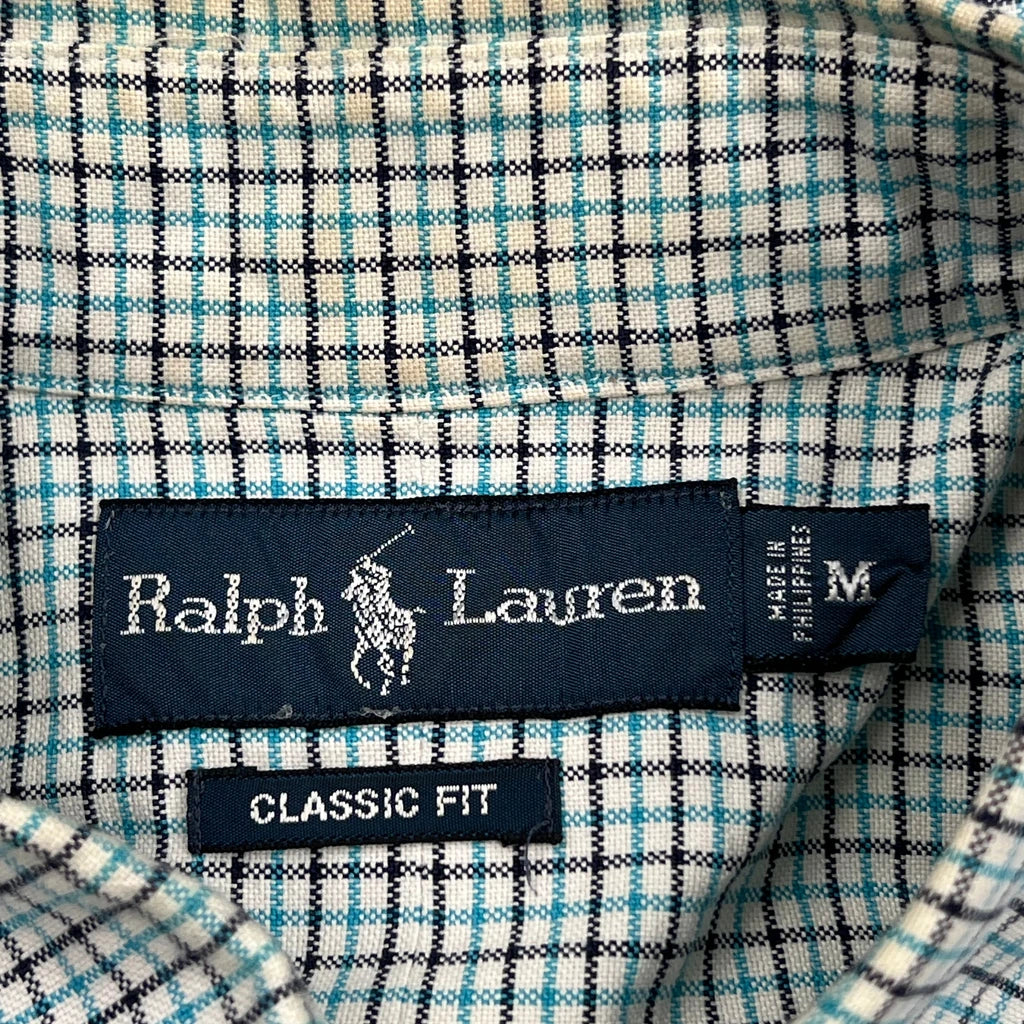 Ralph Lauren
MADE IN
PHILIPPINES
M
CLASSIC FIT